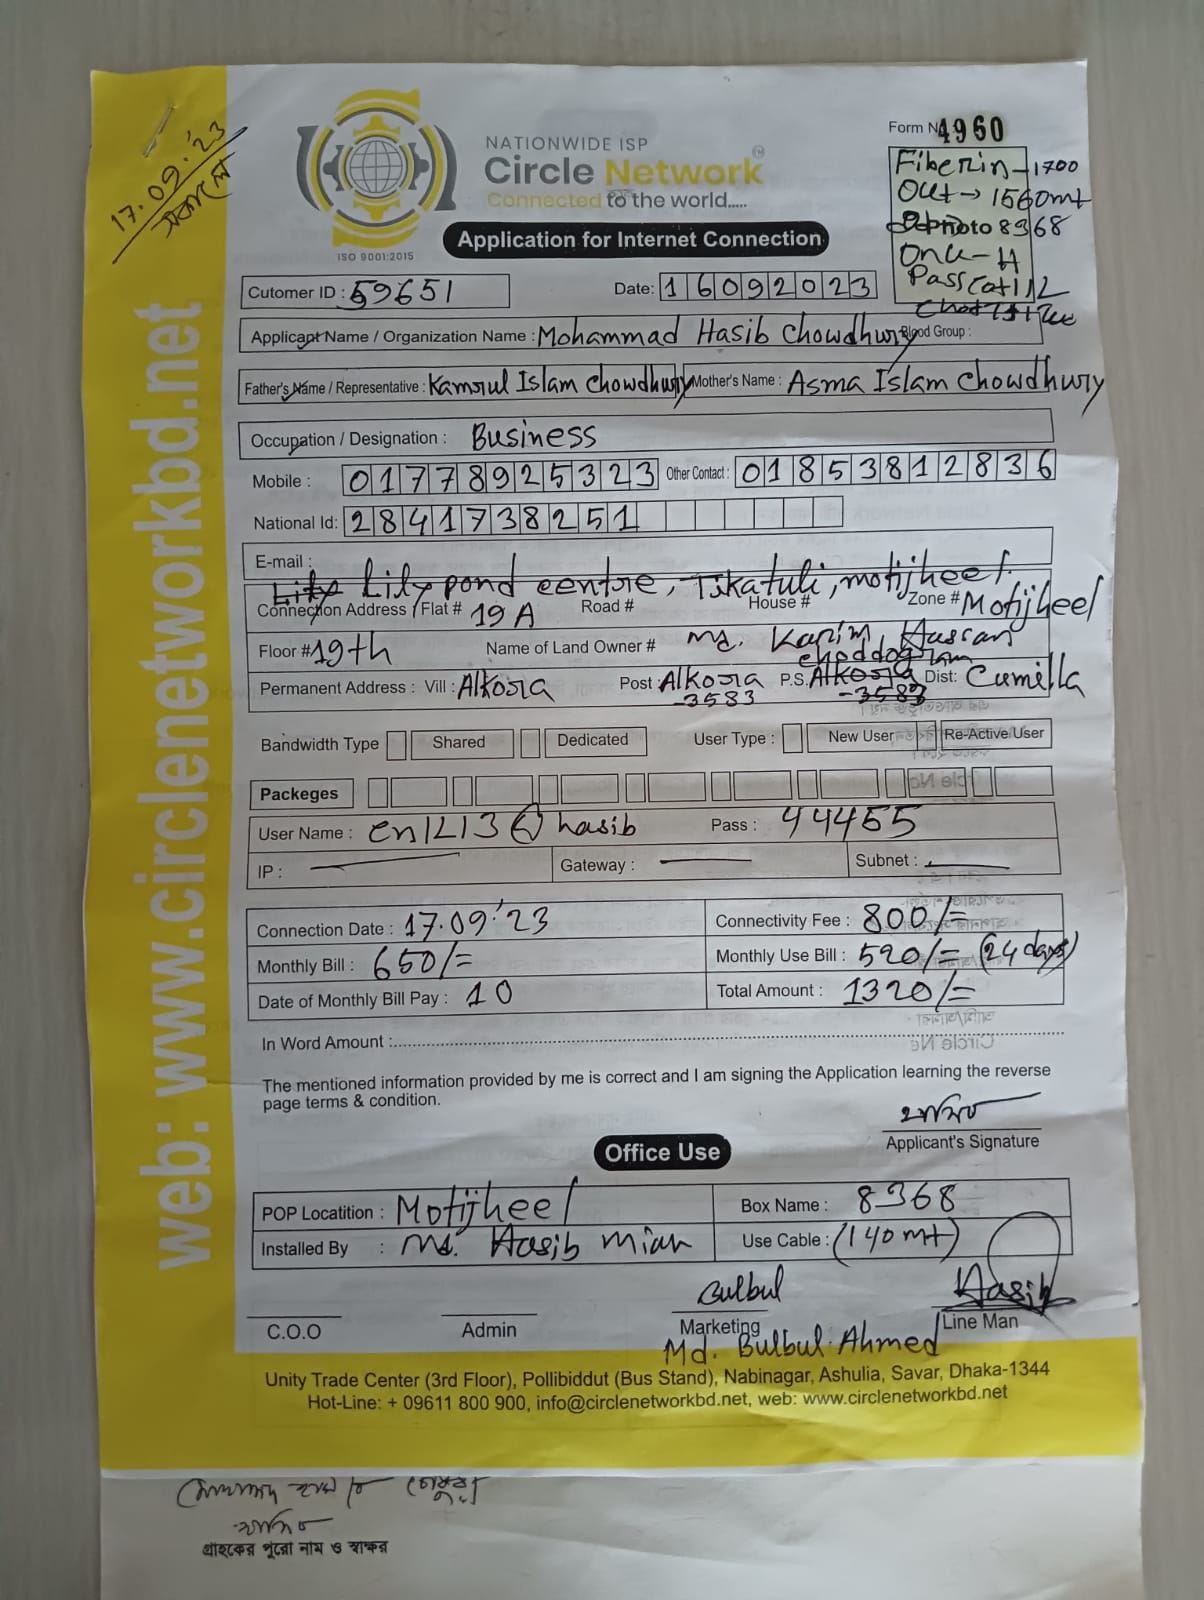 17.09.'23
সকালে
NATIONWIDE ISP
Circle Network
Connected to the world.....
ISO 9001:2015
Application for Internet Connection
Form N 4960
Fiber in - 1700
Out → 1560mt
8968
Onu - H
Cutomer ID : 59651
Date: 16092023
Applicant Name / Organization Name : Mohammad Hasib Chowdhury Blood Group :
Father's Name / Representative : Kamrul Islam Chowdhury Mother's Name : Asma Islam Chowdhury
Occupation / Designation : Business
Mobile : 01778925323 Other Contact : 01853812836
National Id: 2841738251
E-mail :
Lily Lily pond centre, Tikatuli, motijheel.
Connection Address / Flat # 19 A Road # House # Zone # Motijheel
Floor # 19th Name of Land Owner # Md. Karim Hassan
choddogram
Permanent Address : Vill : Alkora Post : Alkora P.S. Alkora Dist: Cumilla
-3583 -3583
Bandwidth Type Shared Dedicated User Type : New User Re-Active User
Packeges
User Name : cn1213@hasib Pass : 44455
IP : Gateway : Subnet :
Connection Date : 17.09.'23 Connectivity Fee : 800/=
Monthly Bill : 650/= Monthly Use Bill : 520/= (24 days)
Date of Monthly Bill Pay : 10 Total Amount : 1320/=
In Word Amount :
The mentioned information provided by me is correct and I am signing the Application learning the reverse
page terms & condition.
হাসিব
Applicant's Signature
Office Use
POP Locatition : Motijheel Box Name : 8968
Installed By : Md. Hasib Mian Use Cable : (140 mt)
Bulbul Hasib
C.O.O Admin Marketing Line Man
Md. Bulbul Ahmed
Unity Trade Center (3rd Floor), Pollibiddut (Bus Stand), Nabinagar, Ashulia, Savar, Dhaka-1344
Hot-Line: + 09611 800 900, info@circlenetworkbd.net, web: www.circlenetworkbd.net
web: www.circlenetworkbd.net
মোহাম্মদ হাসিব চৌধুরী
হাসিব
গ্রাহকের পুরো নাম ও স্বাক্ষর